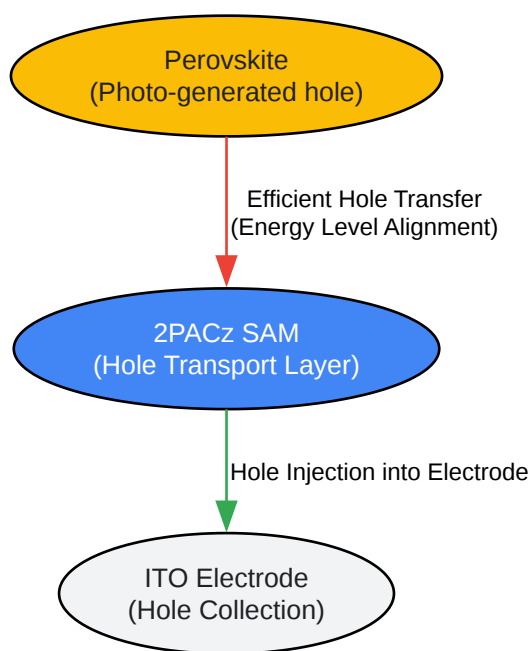 Perovskite
(Photo-generated hole)
Efficient Hole Transfer
(Energy Level Alignment)
2PACz SAM
(Hole Transport Layer)
Hole Injection into Electrode
ITO Electrode
(Hole Collection)